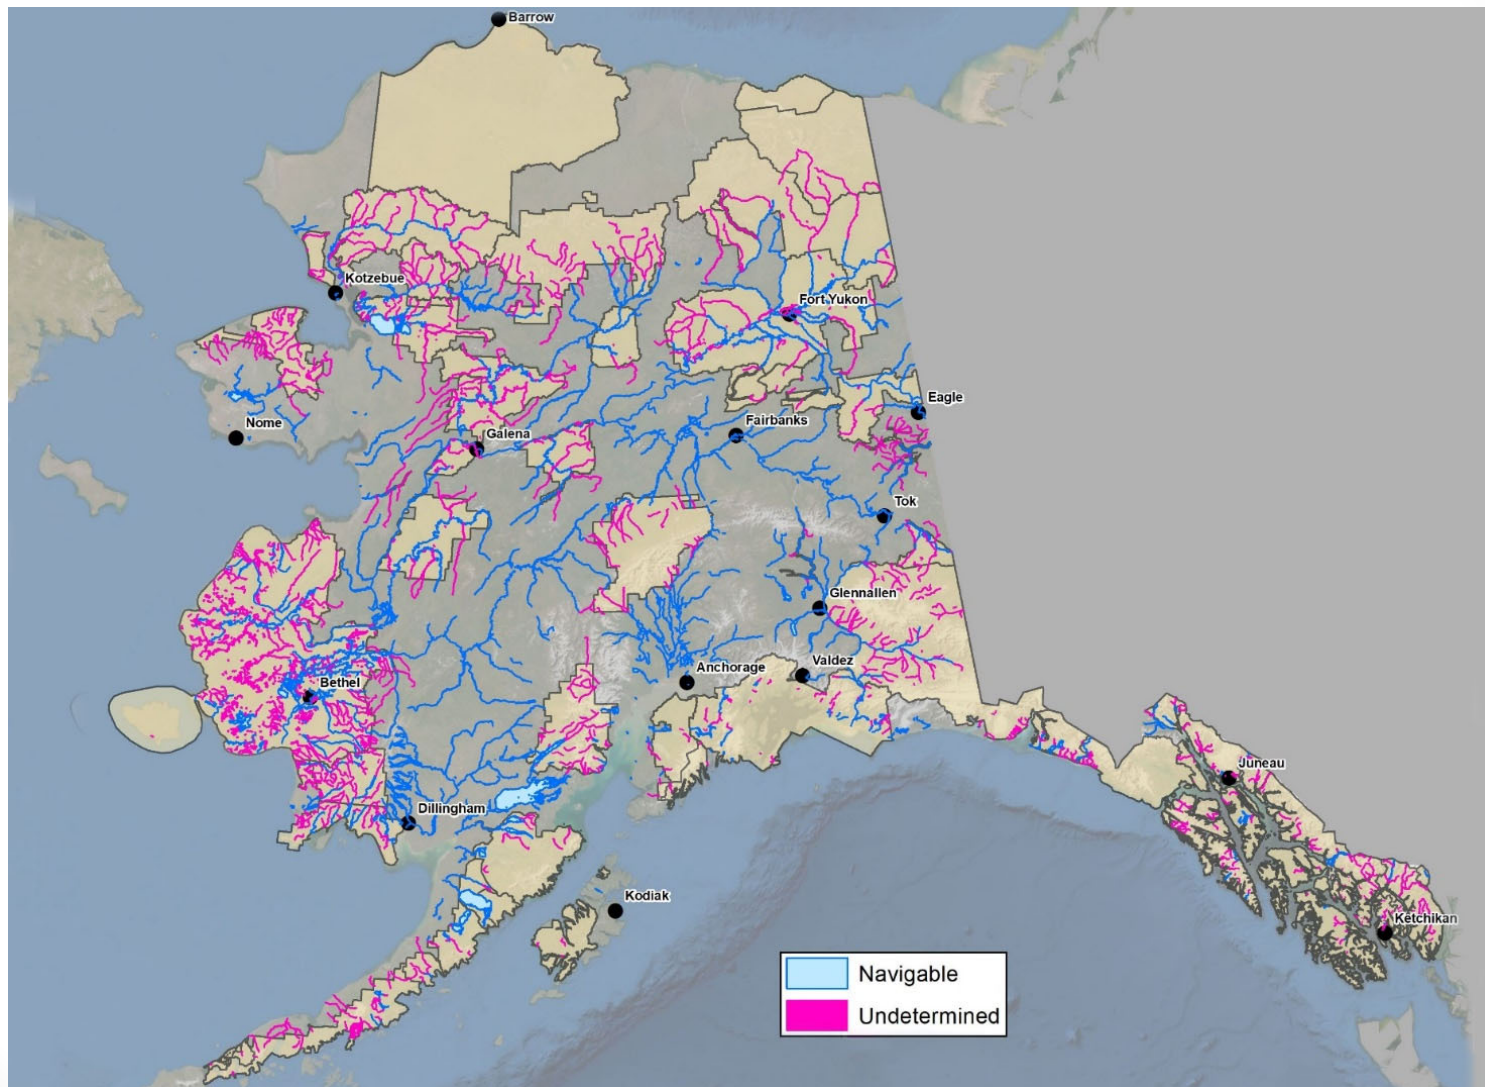 Barrow
Kotzebue
Fort Yukon
Eagle
Nome
Galena
Fairbanks
Tok
Glennallen
Anchorage
Valdez
Bethel
Juneau
Dillingham
Kodiak
Ketchikan
Navigable
Undetermined